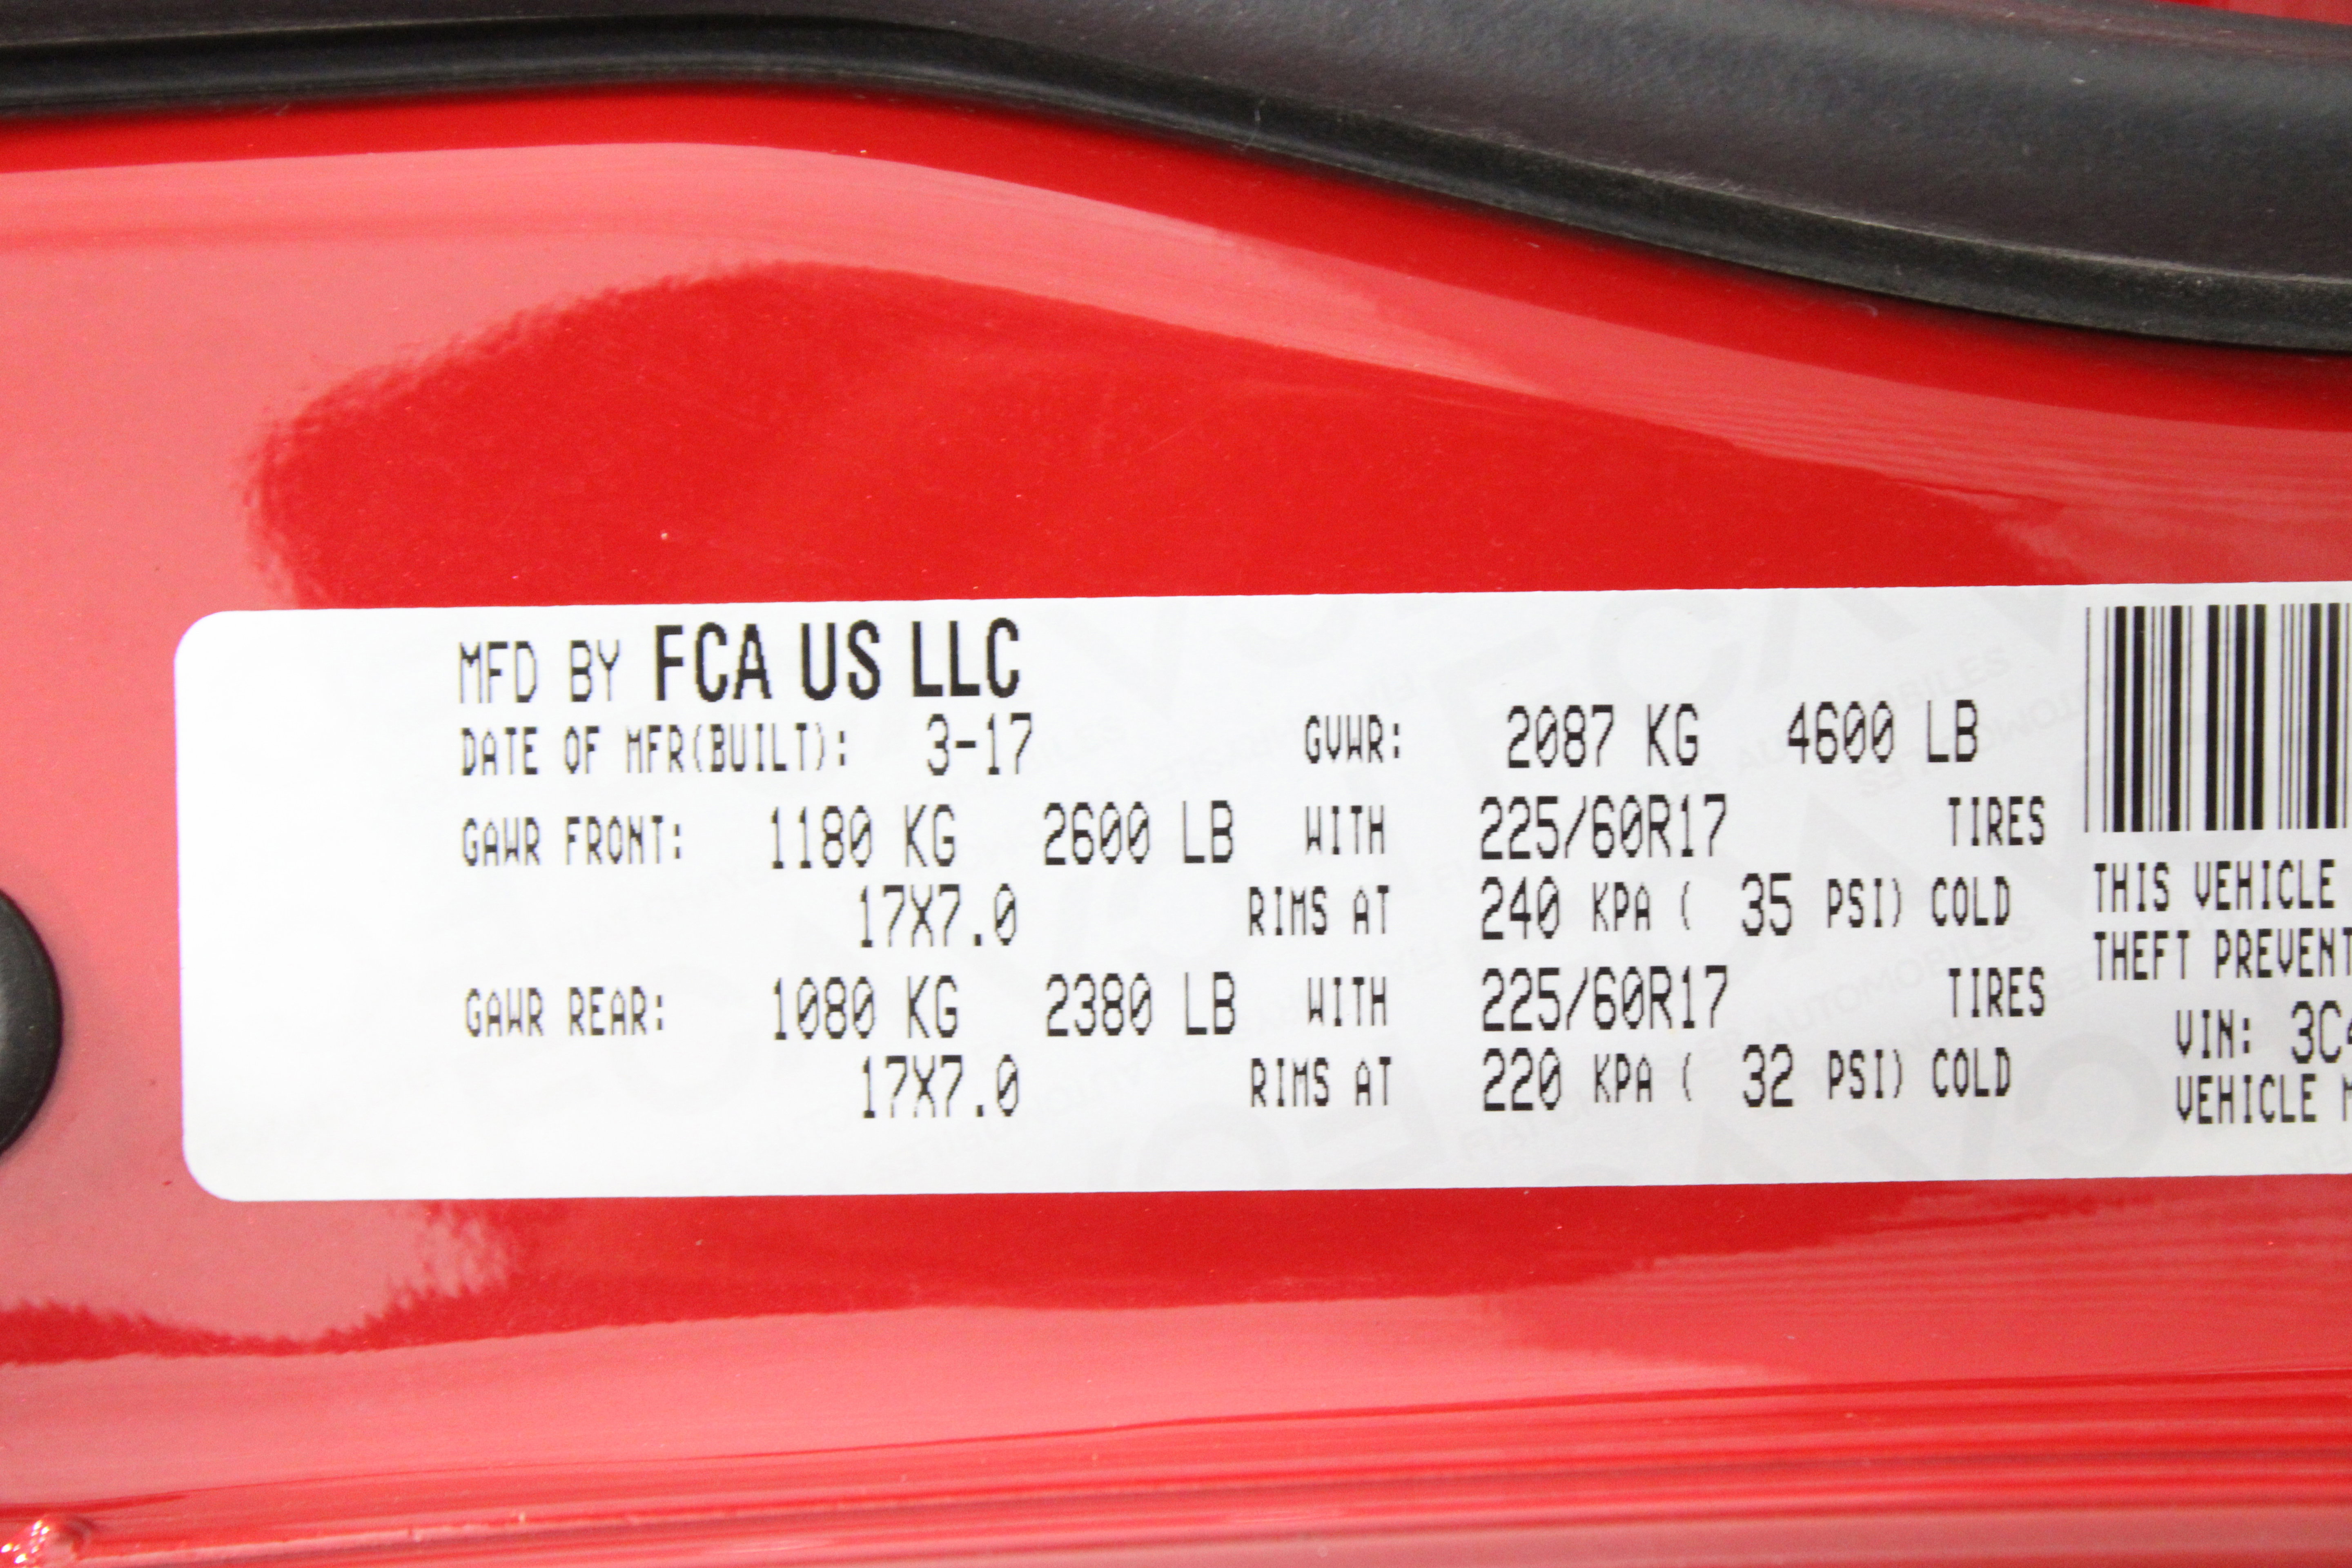 MFD BY FCA US LLC
DATE OF MFR(BUILT): 3-17 GVWR: 2087 KG 4600 LB
GAWR FRONT: 1180 KG 2600 LB WITH 225/60R17 TIRES
17X7.0 RIMS AT 240 KPA ( 35 PSI) COLD
GAWR REAR: 1080 KG 2380 LB WITH 225/60R17 TIRES
17X7.0 RIMS AT 220 KPA ( 32 PSI) COLD
THIS VEHICLE
THEFT PREVENT
VIN: 3C4
VEHICLE